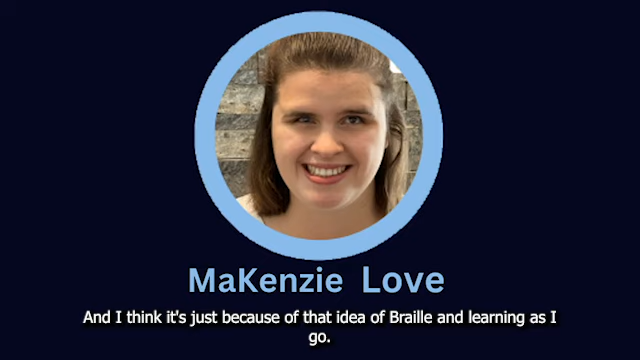 MaKenzie Love
And I think it's just because of that idea of Braille and learning as I
go.